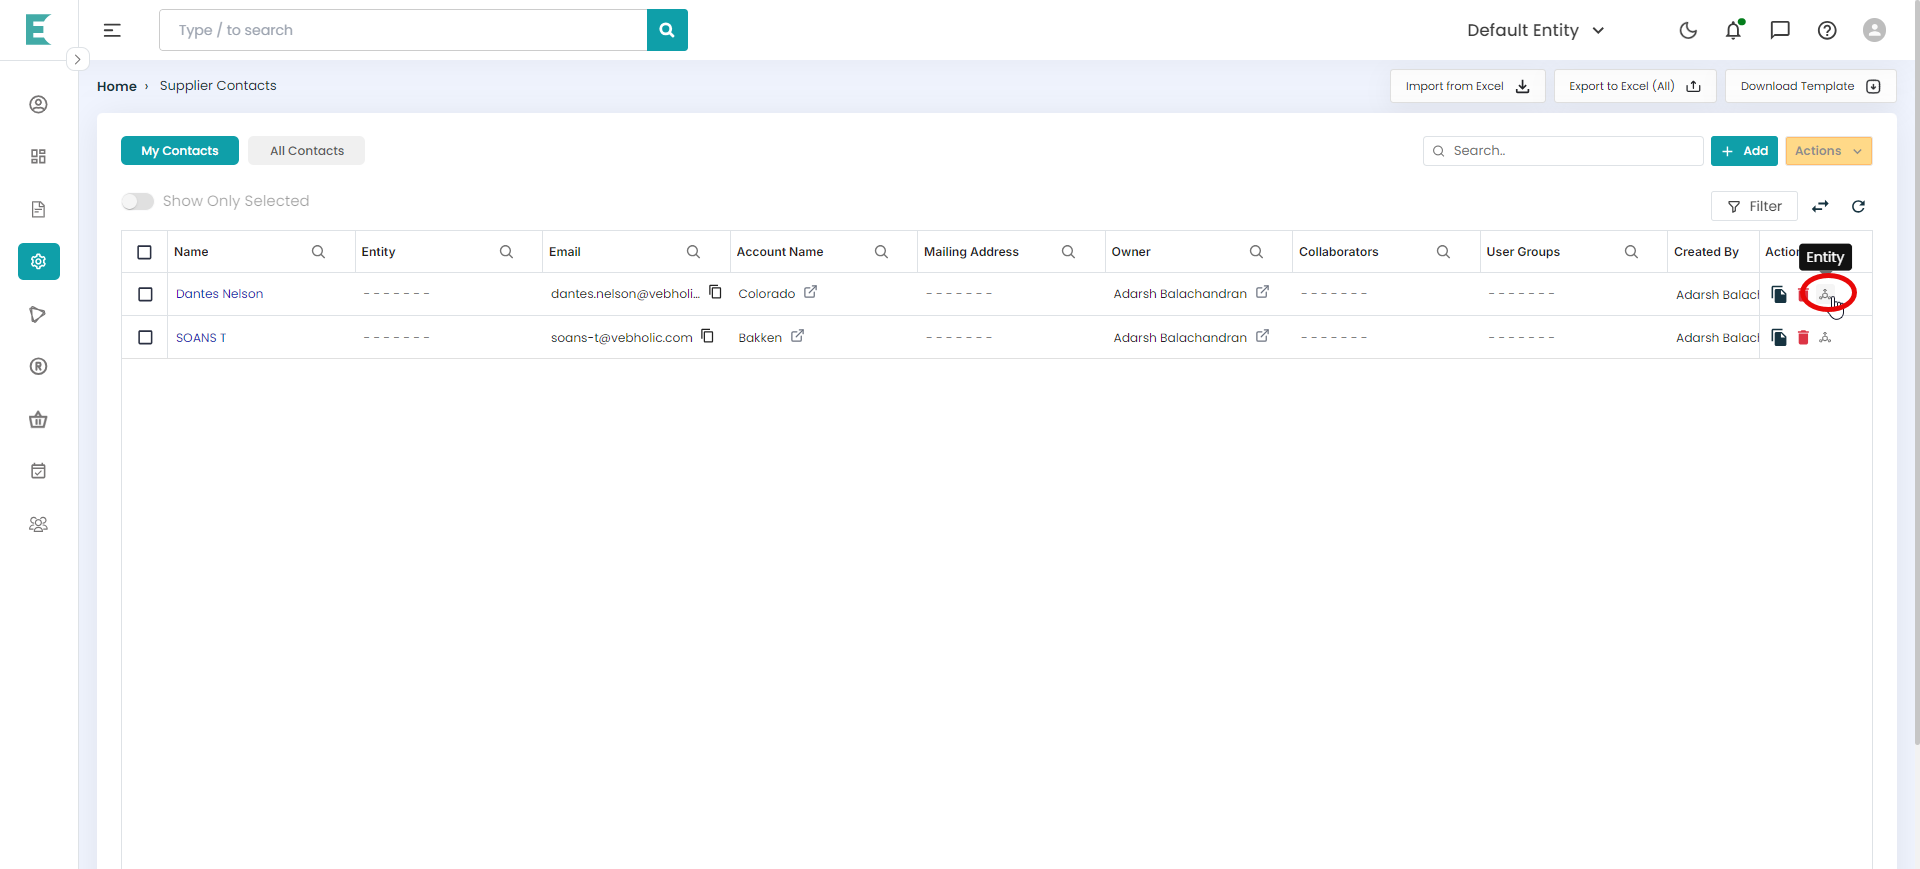 Type / to search
Default Entity
Home › Supplier Contacts
Import from Excel
Export to Excel (All)
Download Template
My Contacts
All Contacts
Search..
+ Add
Actions
Show Only Selected
Filter
Name Entity Email Account Name Mailing Address Owner Collaborators User Groups Created By Action
Entity
Dantes Nelson ------- dantes.nelson@vebholi... Colorado ------- Adarsh Balachandran ------- ------- Adarsh Balach
SOANS T ------- soans-t@vebholic.com Bakken ------- Adarsh Balachandran ------- ------- Adarsh Balach